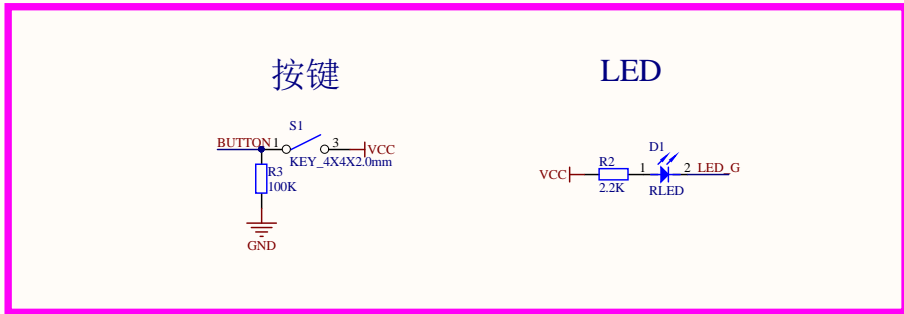 按键
LED
S1
BUTTON 1
3
VCC
KEY_4X4X2.0mm
R3
100K
GND
D1
VCC
R2
2.2K
1
2
LED_G
RLED